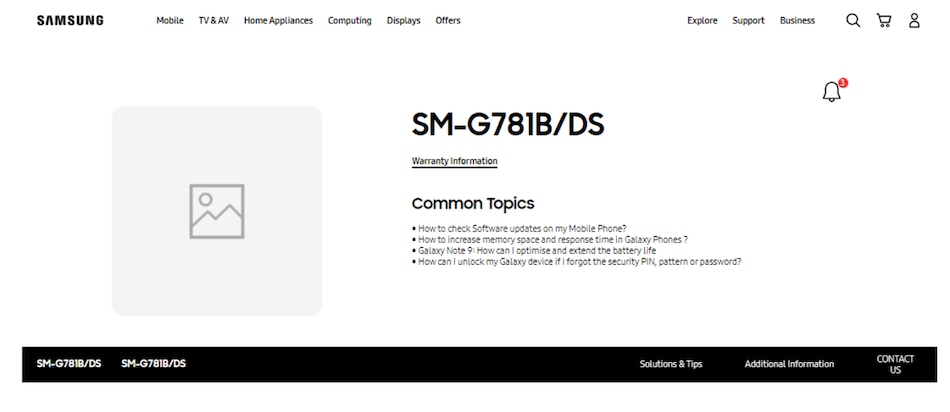 SAMSUNG Mobile TV & AV Home Appliances Computing Displays Offers Explore Support Business
3
SM-G781B/DS
Warranty Information
Common Topics
• How to check Software updates on my Mobile Phone?
• How to increase memory space and response time in Galaxy Phones ?
• Galaxy Note 9: How can I optimise and extend the battery life
• How can I unlock my Galaxy device if I forgot the security PIN, pattern or password?
SM-G781B/DS SM-G781B/DS Solutions & Tips Additional Information CONTACT
US